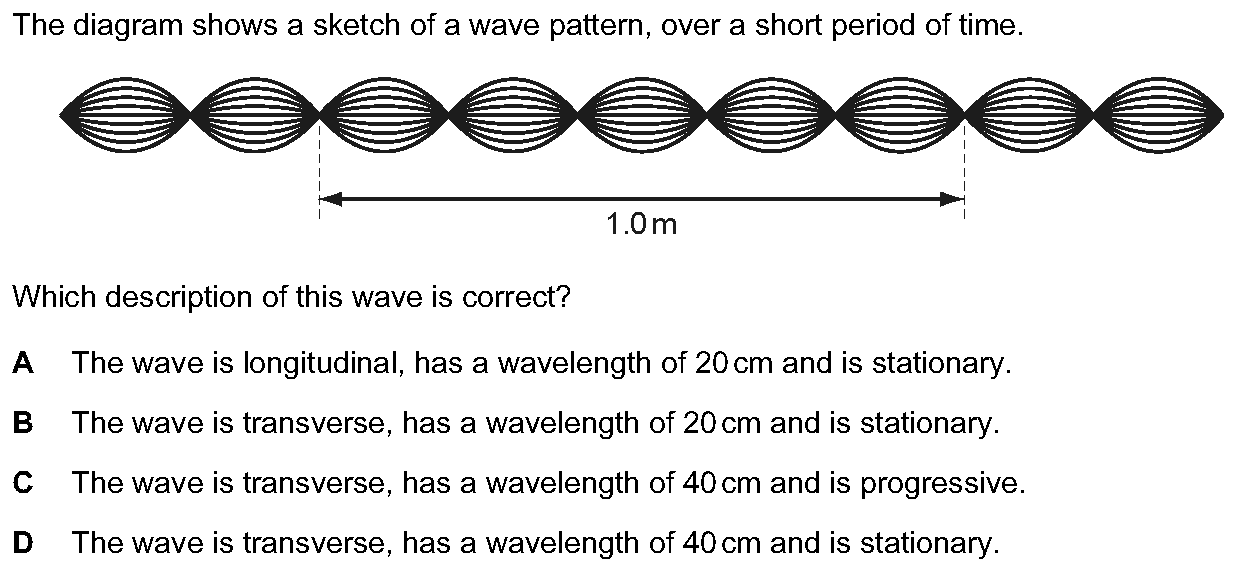 The diagram shows a sketch of a wave pattern, over a short period of time.
1.0 m
Which description of this wave is correct?
A The wave is longitudinal, has a wavelength of 20 cm and is stationary.
B The wave is transverse, has a wavelength of 20 cm and is stationary.
C The wave is transverse, has a wavelength of 40 cm and is progressive.
D The wave is transverse, has a wavelength of 40 cm and is stationary.